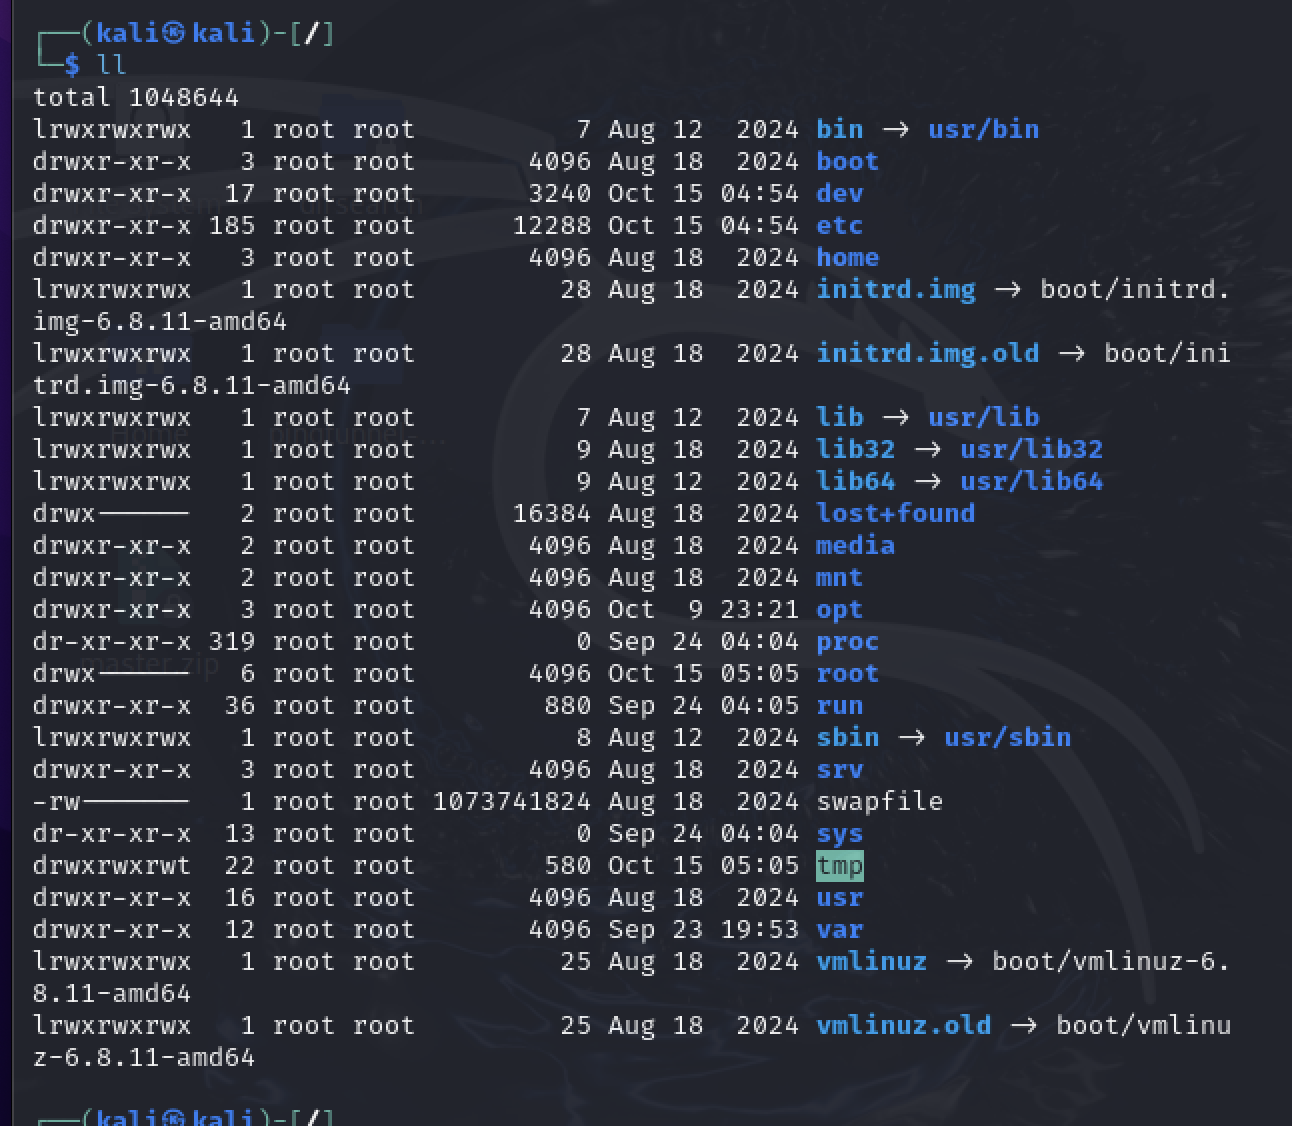 ┌──(kali㉿kali)-[/]
└─$ ll
total 1048644
lrwxrwxrwx   1 root root          7 Aug 12  2024 bin → usr/bin
drwxr-xr-x   3 root root       4096 Aug 18  2024 boot
drwxr-xr-x  17 root root       3240 Oct 15 04:54 dev
drwxr-xr-x 185 root root      12288 Oct 15 04:54 etc
drwxr-xr-x   3 root root       4096 Aug 18  2024 home
lrwxrwxrwx   1 root root         28 Aug 18  2024 initrd.img → boot/initrd.
img-6.8.11-amd64
lrwxrwxrwx   1 root root         28 Aug 18  2024 initrd.img.old → boot/ini
trd.img-6.8.11-amd64
lrwxrwxrwx   1 root root          7 Aug 12  2024 lib → usr/lib
lrwxrwxrwx   1 root root          9 Aug 18  2024 lib32 → usr/lib32
lrwxrwxrwx   1 root root          9 Aug 12  2024 lib64 → usr/lib64
drwx------   2 root root      16384 Aug 18  2024 lost+found
drwxr-xr-x   2 root root       4096 Aug 18  2024 media
drwxr-xr-x   2 root root       4096 Aug 18  2024 mnt
drwxr-xr-x   3 root root       4096 Oct  9 23:21 opt
dr-xr-xr-x 319 root root          0 Sep 24 04:04 proc
drwx------   6 root root       4096 Oct 15 05:05 root
drwxr-xr-x  36 root root        880 Sep 24 04:05 run
lrwxrwxrwx   1 root root          8 Aug 12  2024 sbin → usr/sbin
drwxr-xr-x   3 root root       4096 Aug 18  2024 srv
-rw-------   1 root root 1073741824 Aug 18  2024 swapfile
dr-xr-xr-x  13 root root          0 Sep 24 04:04 sys
drwxrwxrwt  22 root root        580 Oct 15 05:05 tmp
drwxr-xr-x  16 root root       4096 Aug 18  2024 usr
drwxr-xr-x  12 root root       4096 Sep 23 19:53 var
lrwxrwxrwx   1 root root         25 Aug 18  2024 vmlinuz → boot/vmlinuz-6.
8.11-amd64
lrwxrwxrwx   1 root root         25 Aug 18  2024 vmlinuz.old → boot/vmlinu
z-6.8.11-amd64
┌──(kali㉿kali)-[/]